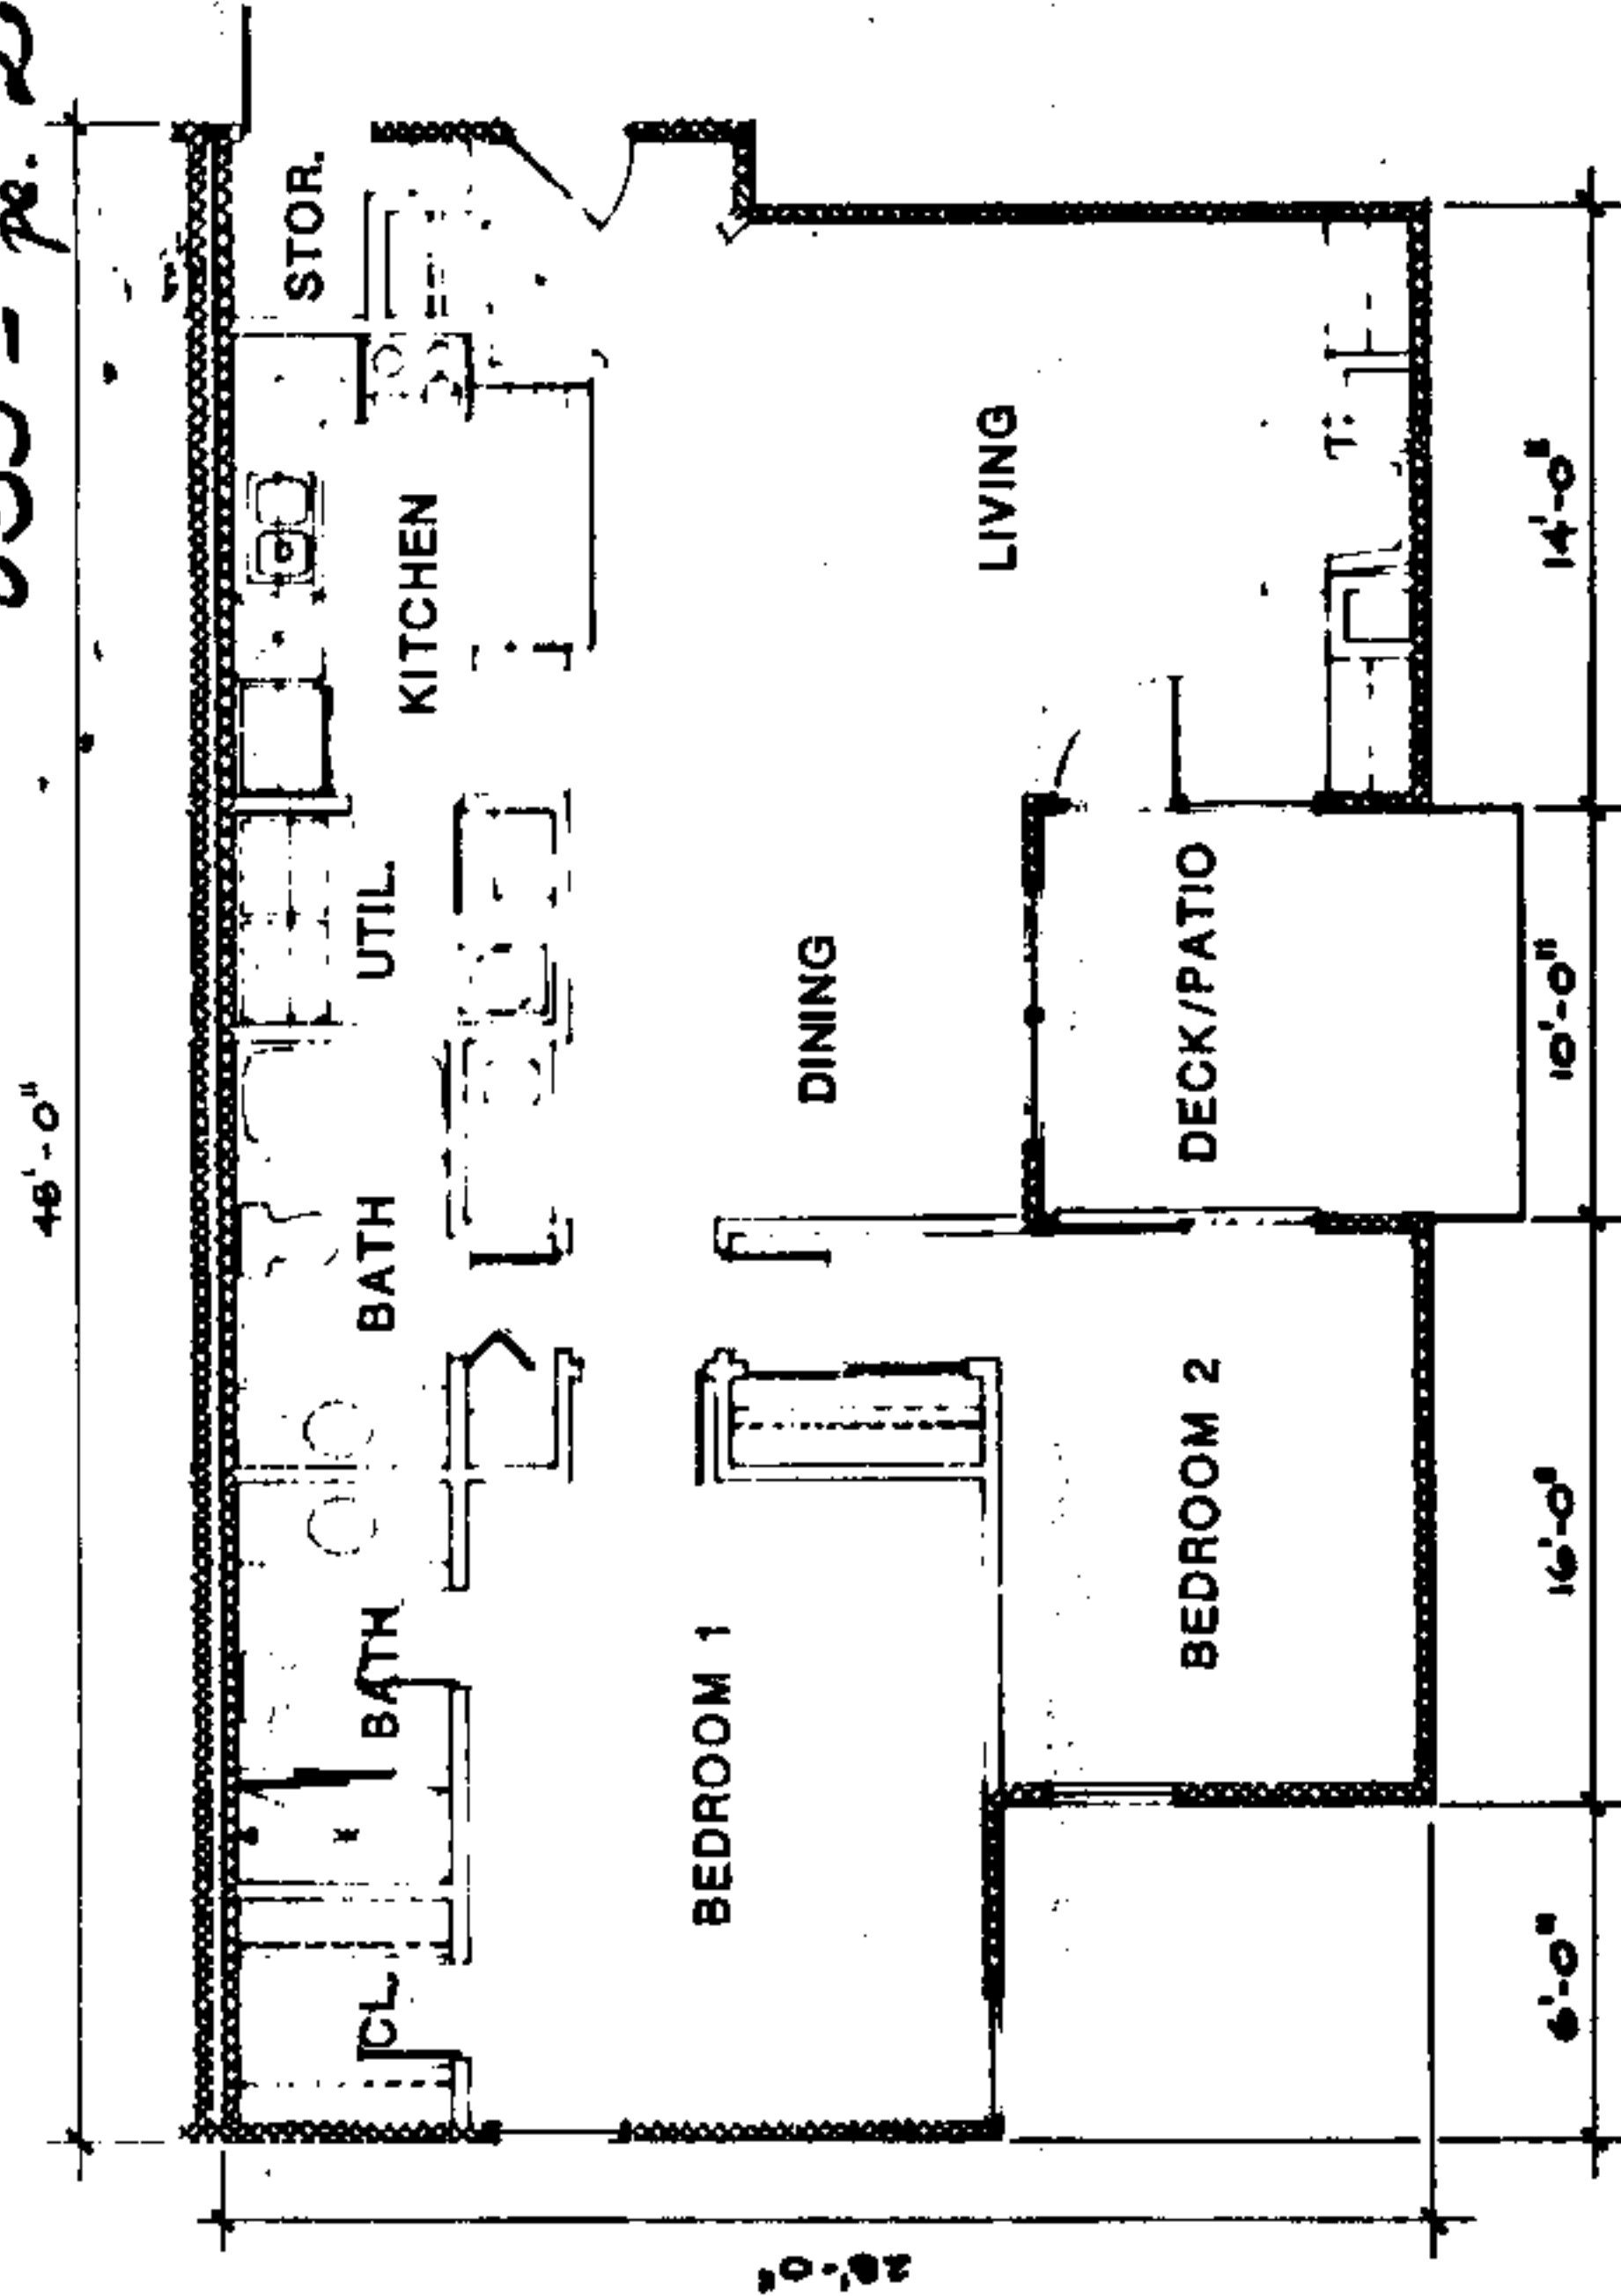 48'-0"
STOR.
CL.
BATH
BATH
UTIL.
KITCHEN
BEDROOM 1
28'-0"
DINING
LIVING
BEDROOM 2
DECK/PATIO
6'-0"
16'-0"
10'-0"
14'-0"